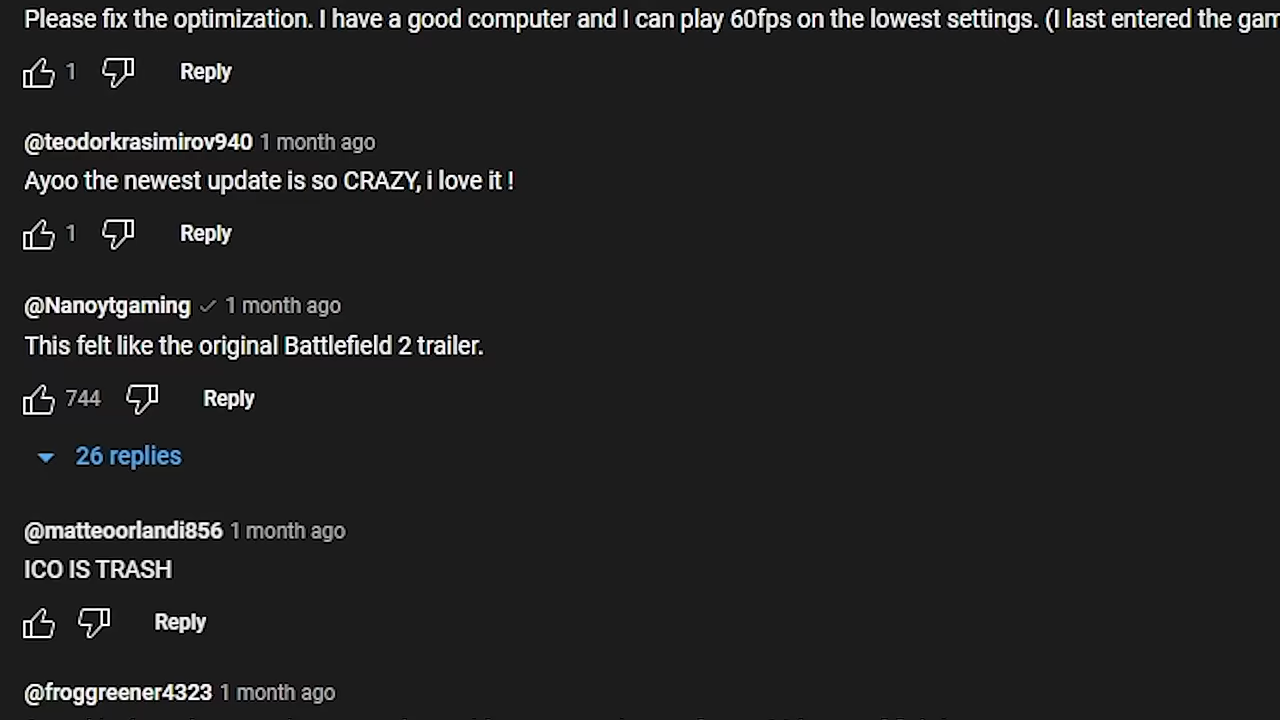 Please fix the optimization. I have a good computer and I can play 60fps on the lowest settings. (I last entered the gam
1 Reply
@teodorkrasimirov940 1 month ago
Ayoo the newest update is so CRAZY, i love it !
1 Reply
@Nanoytgaming 1 month ago
This felt like the original Battlefield 2 trailer.
744 Reply
26 replies
@matteoorlandi856 1 month ago
ICO IS TRASH
Reply
@froggreener4323 1 month ago